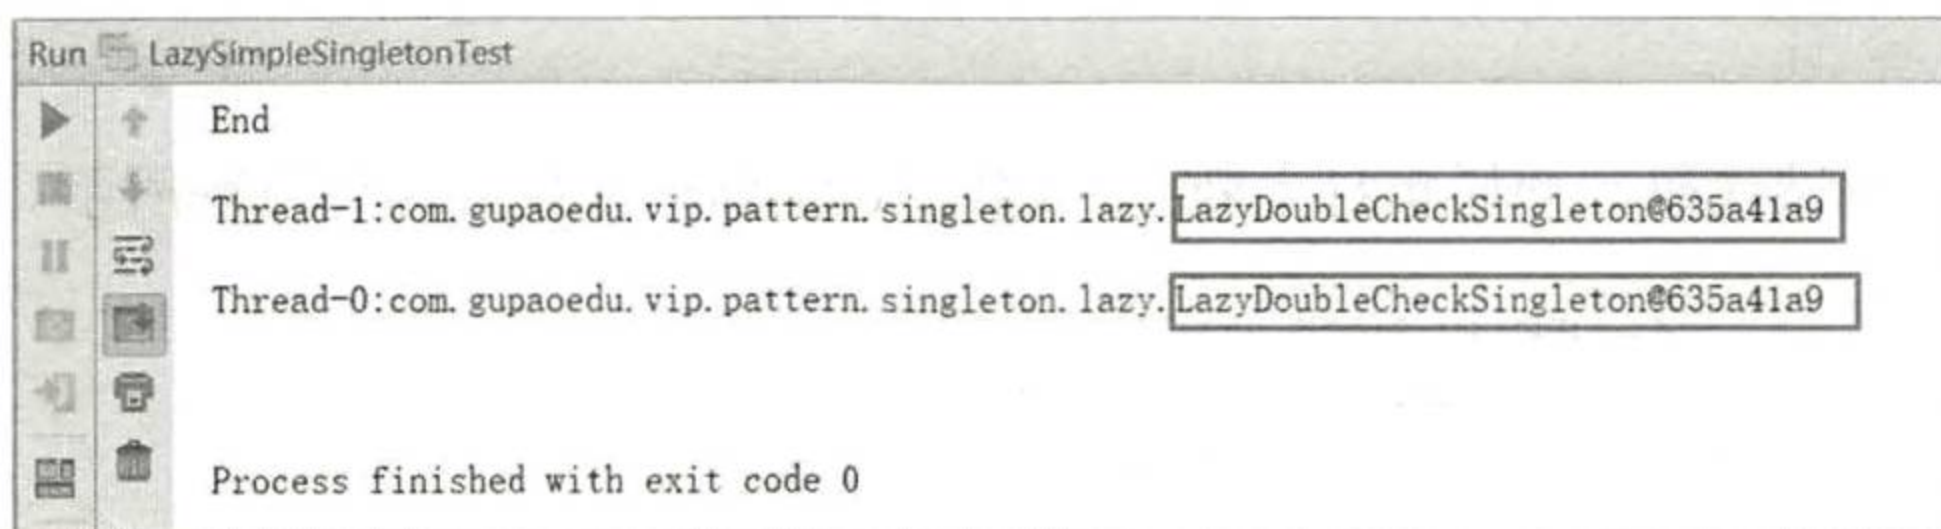 Run LazySimpleSingletonTest
End
Thread-1:com.gupaoedu.vip.pattern.singleton.lazy.LazyDoubleCheckSingleton@635a41a9
Thread-0:com.gupaoedu.vip.pattern.singleton.lazy.LazyDoubleCheckSingleton@635a41a9
Process finished with exit code 0